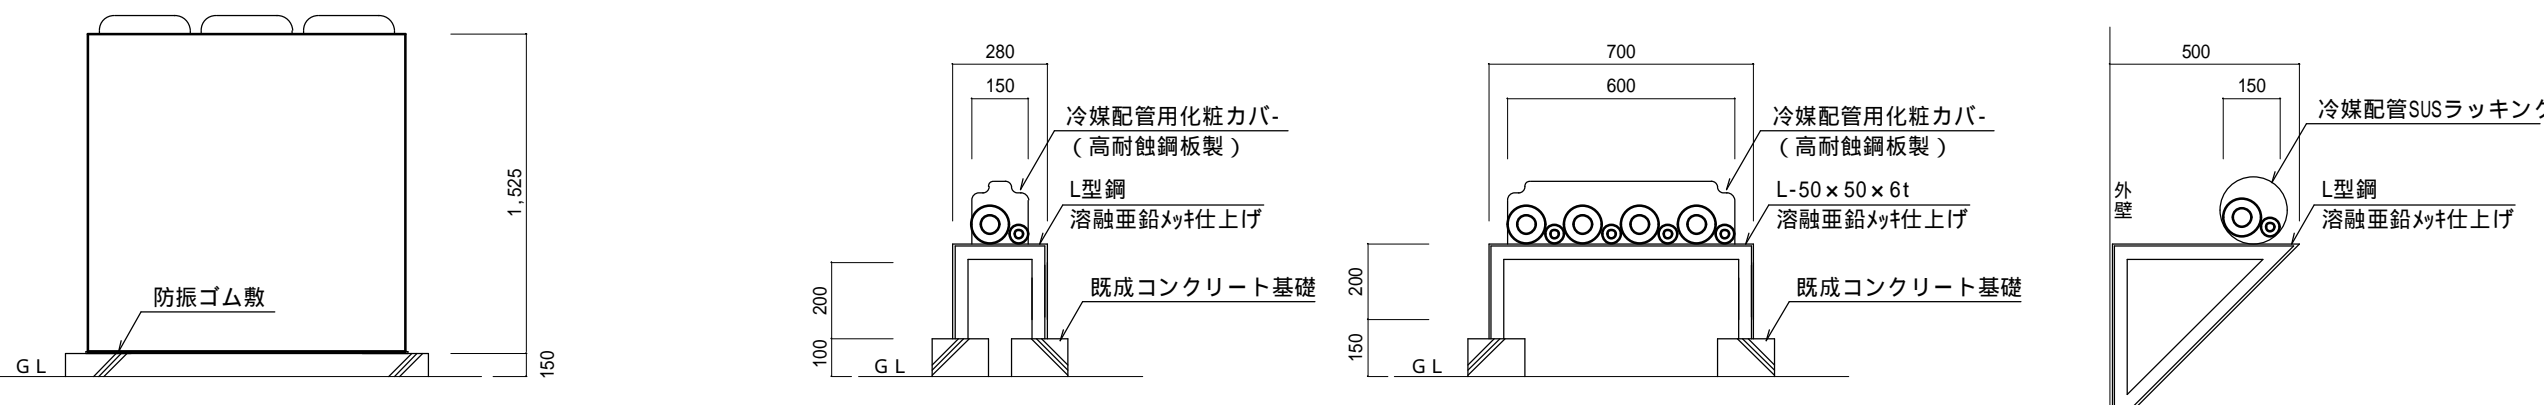 1,525
防振ゴム敷
GL
150
280
150
冷媒配管用化粧カバ-
(高耐蝕鋼板製)
L型鋼
溶融亜鉛ﾒｯｷ仕上げ
既成コンクリート基礎
200
100
GL
700
600
冷媒配管用化粧カバ-
(高耐蝕鋼板製)
L-50×50×6t
溶融亜鉛ﾒｯｷ仕上げ
既成コンクリート基礎
200
150
GL
500
150
冷媒配管SUSラッキング
外壁
L型鋼
溶融亜鉛ﾒｯｷ仕上げ